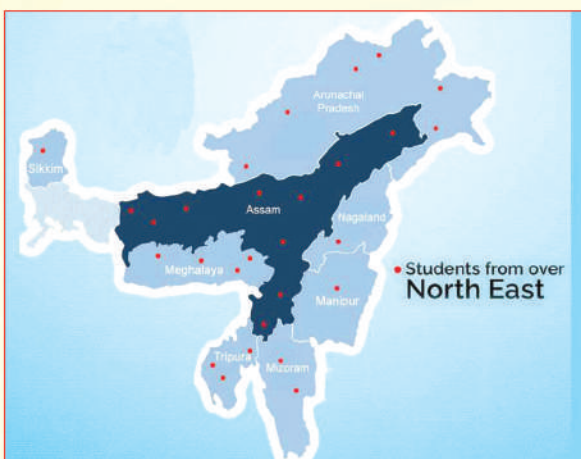 Arunachal
Pradesh
Sikkim
Assam
Nagaland
Meghalaya
Students from over
North East
Manipur
Tripura
Mizoram